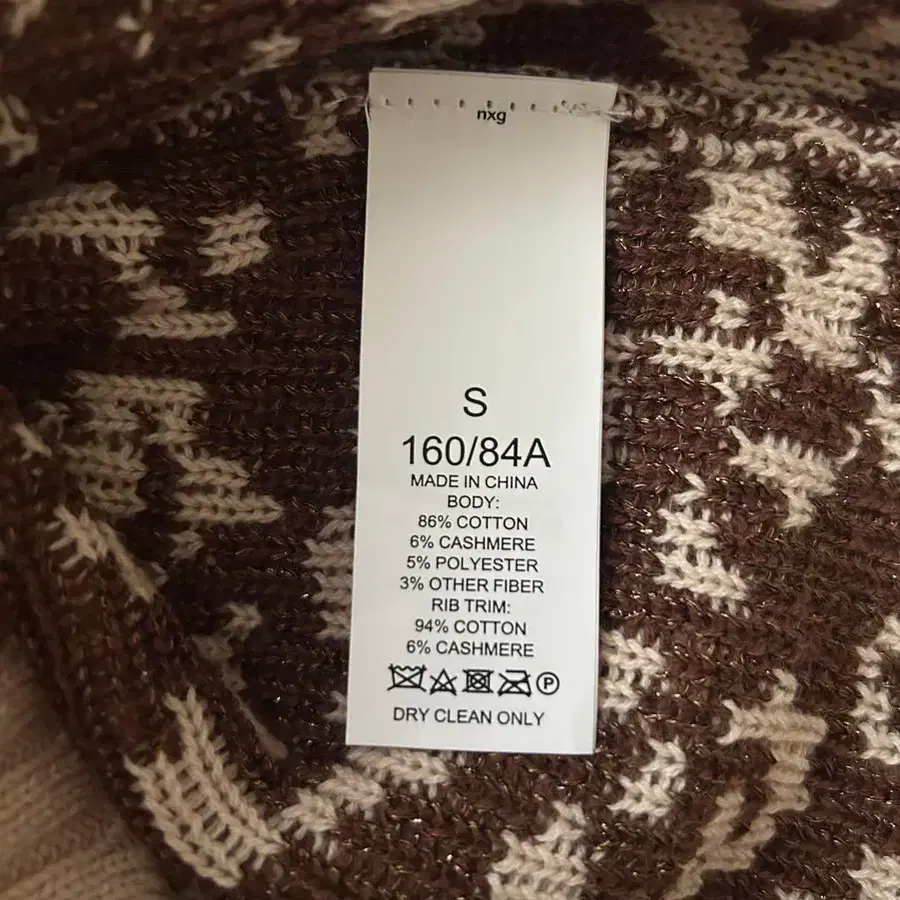 nxg
S
160/84A
MADE IN CHINA
BODY:
86% COTTON
6% CASHMERE
5% POLYESTER
3% OTHER FIBER
RIB TRIM:
94% COTTON
6% CASHMERE
P
DRY CLEAN ONLY